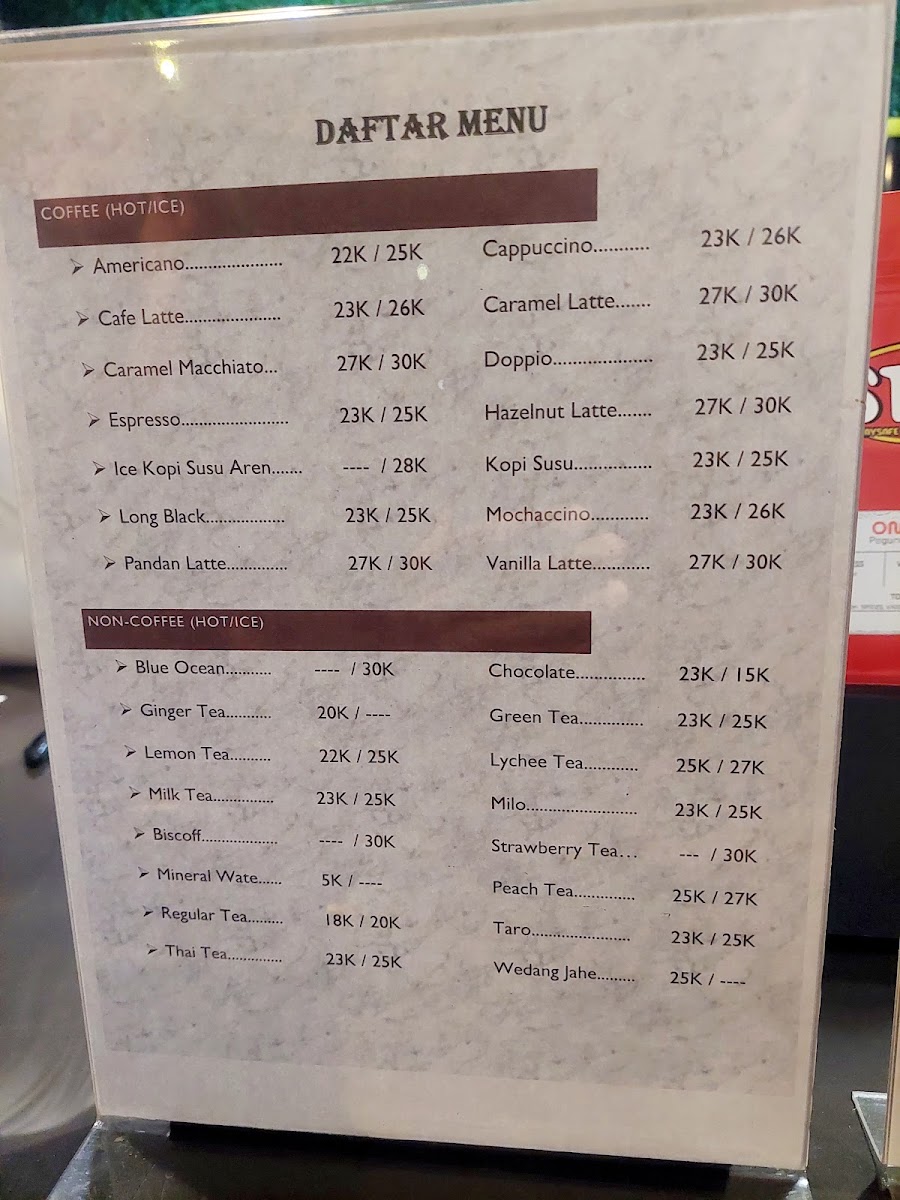 DAFTAR MENU
COFFEE (HOT/ICE)
Americano..................... 22K / 25K Cappuccino........... 23K / 26K
Cafe Latte..................... 23K / 26K Caramel Latte....... 27K / 30K
Caramel Macchiato... 27K / 30K Doppio..................... 23K / 25K
Espresso........................ 23K / 25K Hazelnut Latte....... 27K / 30K
Ice Kopi Susu Aren....... ---- / 28K Kopi Susu................. 23K / 25K
Long Black................. 23K / 25K Mochaccino............ 23K / 26K
Pandan Latte............. 27K / 30K Vanilla Latte............ 27K / 30K
NON-COFFEE (HOT/ICE)
Blue Ocean.......... ---- / 30K Chocolate............... 23K / 15K
Ginger Tea.......... 20K / ---- Green Tea.............. 23K / 25K
Lemon Tea.......... 22K / 25K Lychee Tea............ 25K / 27K
Milk Tea.............. 23K / 25K Milo........................ 23K / 25K
Biscoff.................. ---- / 30K Strawberry Tea... --- / 30K
Mineral Wate...... 5K / ---- Peach Tea.............. 25K / 27K
Regular Tea......... 18K / 20K Taro....................... 23K / 25K
Thai Tea.............. 23K / 25K Wedang Jahe......... 25K / ----